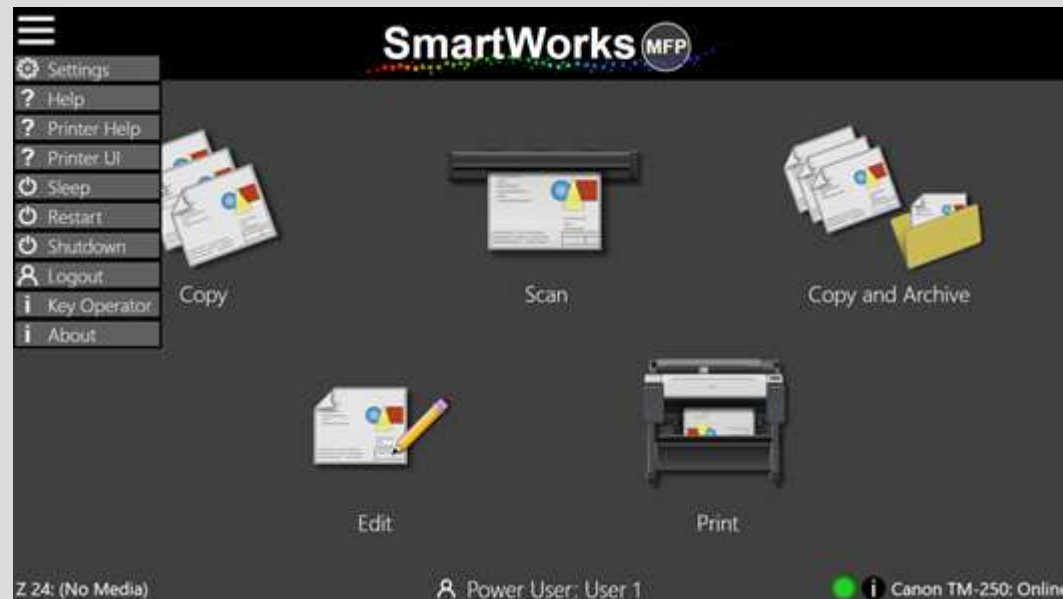 SmartWorks MFP
Settings
Help
Printer Help
Printer UI
Sleep
Restart
Shutdown
Logout
Key Operator
About
Copy
Scan
Copy and Archive
Edit
Print
Z 24: (No Media)
Power User: User 1
Canon TM-250: Online